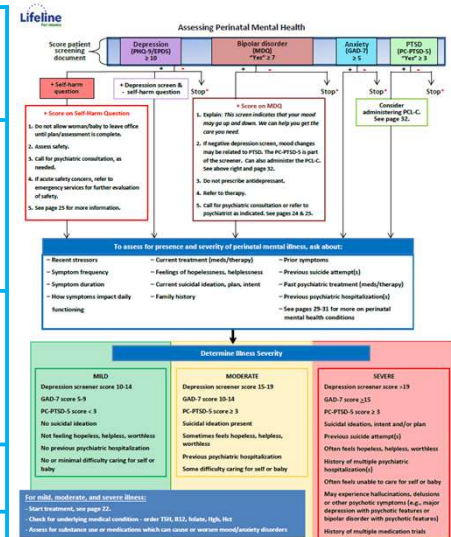 Lifeline
for Moms
Assessing Perinatal Mental Health
Score patient
screening
document
Depression
[PHQ-9/EPDS]
≥ 10
Bipolar disorder
(MDQ)
"Yes" ≥ 7
Anxiety
(GAD-7)
≥ 5
PTSD
(PC-PTSD-5)
"Yes" ≥ 3
+ - + - + - + -
+ Self-harm
question
+ Depression screen &
- self-harm question
Stop*
Stop*
Stop*
Stop*
+ Score on Self-Harm Question
1. Do not allow woman/baby to leave office
until plan/assessment is complete.
2. Assess safety.
3. Call for psychiatric consultation, as
needed.
4. If acute safety concern, refer to
emergency services for further evaluation
of safety.
5. See page 25 for more information.
+ Score on MDQ
1. Explain: This screen indicates that your mood
may go up and down. We can help you get the
care you need.
2. If negative depression screen, mood changes
may be related to PTSD. The PC-PTSD-5 is part
of the screener. Can also administer the PCL-C.
See above right and page 32.
3. Do not prescribe antidepressant.
4. Refer to therapy.
5. Call for psychiatric consultation or refer to
psychiatrist as indicated. See pages 24 & 25.
Consider
administering PCL-C.
See page 32.
To assess for presence and severity of perinatal mental illness, ask about:
– Recent stressors
– Symptom frequency
– Symptom duration
– How symptoms impact daily
functioning
– Current treatment (meds/therapy)
– Feelings of hopelessness, helplessness
– Current suicidal ideation, plan, intent
– Family history
– Prior symptoms
– Previous suicide attempt(s)
– Past psychiatric treatment (meds/therapy)
– Previous psychiatric hospitalization(s)
– See pages 29-31 for more on perinatal
mental health conditions
Determine Illness Severity
MILD
Depression screener score 10-14
GAD-7 score 5-9
PC-PTSD-5 score < 3
No suicidal ideation
Not feeling hopeless, helpless, worthless
No previous psychiatric hospitalization
No or minimal difficulty caring for self or
baby
MODERATE
Depression screener score 15-19
GAD-7 score 10-14
PC-PTSD-5 score ≥ 3
Suicidal ideation present
Sometimes feels hopeless, helpless,
worthless
Previous psychiatric hospitalization
Some difficulty caring for self or baby
SEVERE
Depression screener score >19
GAD-7 score ≥15
PC-PTSD-5 score ≥ 3
Suicidal ideation, intent and/or plan
Previous suicide attempt(s)
Often feels hopeless, helpless, worthless
History of multiple psychiatric
hospitalization(s)
Often feels unable to care for self or baby
May experience hallucinations, delusions
or other psychotic symptoms (e.g., major
depression with psychotic features or
bipolar disorder with psychotic features)
History of multiple medication trials
For mild, moderate, and severe illness:
- Start treatment, see page 22.
- Check for underlying medical condition - order TSH, B12, folate, Hgb, Hct
- Assess for substance use or medications which can cause or worsen mood/anxiety disorders